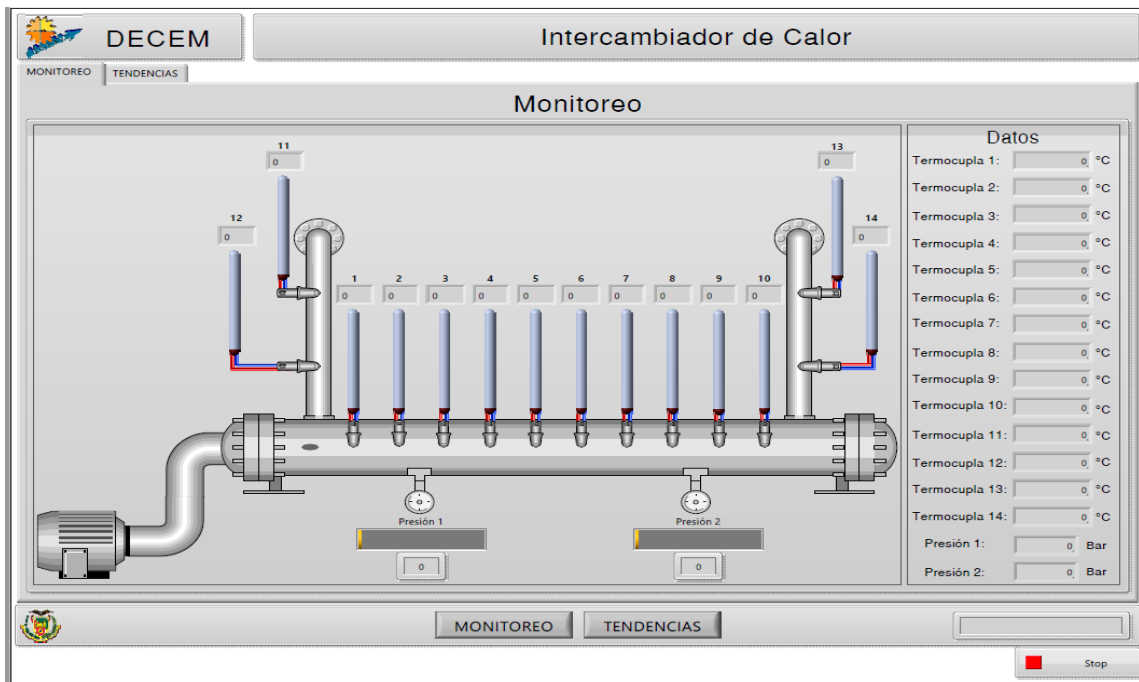 DECEM
Intercambiador de Calor
MONITOREO TENDENCIAS
Monitoreo
11
0
12
0
13
0
14
0
1 2 3 4 5 6 7 8 9 10
0 0 0 0 0 0 0 0 0 0
Presión 1
0
Presión 2
0
Datos
Termocupla 1: 0 °C
Termocupla 2: 0 °C
Termocupla 3: 0 °C
Termocupla 4: 0 °C
Termocupla 5: 0 °C
Termocupla 6: 0 °C
Termocupla 7: 0 °C
Termocupla 8: 0 °C
Termocupla 9: 0 °C
Termocupla 10: 0 °C
Termocupla 11: 0 °C
Termocupla 12: 0 °C
Termocupla 13: 0 °C
Termocupla 14: 0 °C
Presión 1: 0 Bar
Presión 2: 0 Bar
MONITOREO TENDENCIAS
Stop